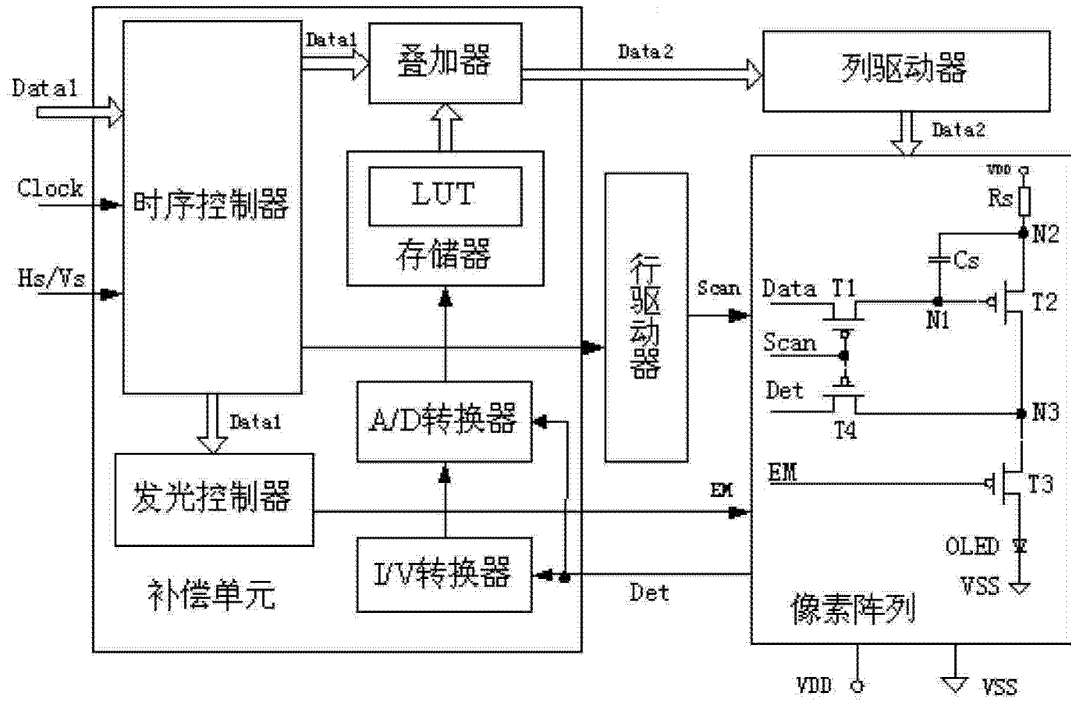 Data1
Clock
Hs/Vs
时序控制器
Data1
叠加器
LUT
存储器
A/D转换器
I/V转换器
Data1
发光控制器
补偿单元
Data2
列驱动器
Data2
行驱动器
Scan
EM
Det
VDD
Rs
N2
Cs
Data
T1
N1
T2
Scan
Det
T4
N3
EM
T3
OLED
VSS
像素阵列
VDD
VSS